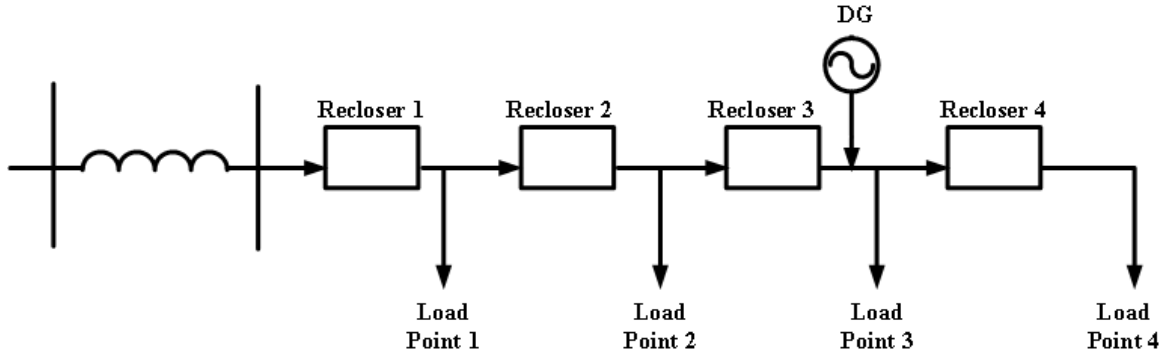 DG
Recloser 1
Recloser 2
Recloser 3
Recloser 4
Load
Point 1
Load
Point 2
Load
Point 3
Load
Point 4